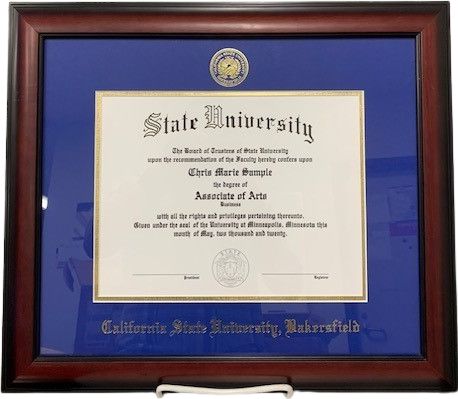 State University
The Board of Trustees of State University
upon the recommendation of the Faculty hereby confers upon
Chris Marie Sample
the degree of
Associate of Arts
Business
with all the rights and privileges pertaining thereunto.
Given under the seal of the University at Minneapolis, Minnesota this
month of May, two thousand and twenty.
President Registrar
California State University, Bakersfield